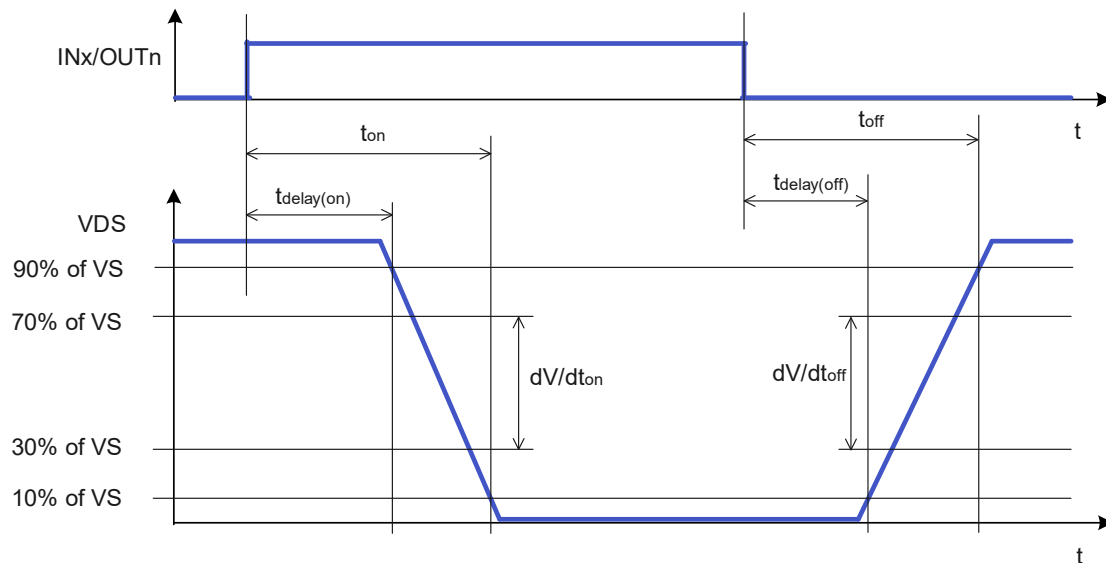 INx/OUTn
t
ton
toff
tdelay(on)
tdelay(off)
VDS
90% of VS
70% of VS
dV/dton
dV/dtoff
30% of VS
10% of VS
t